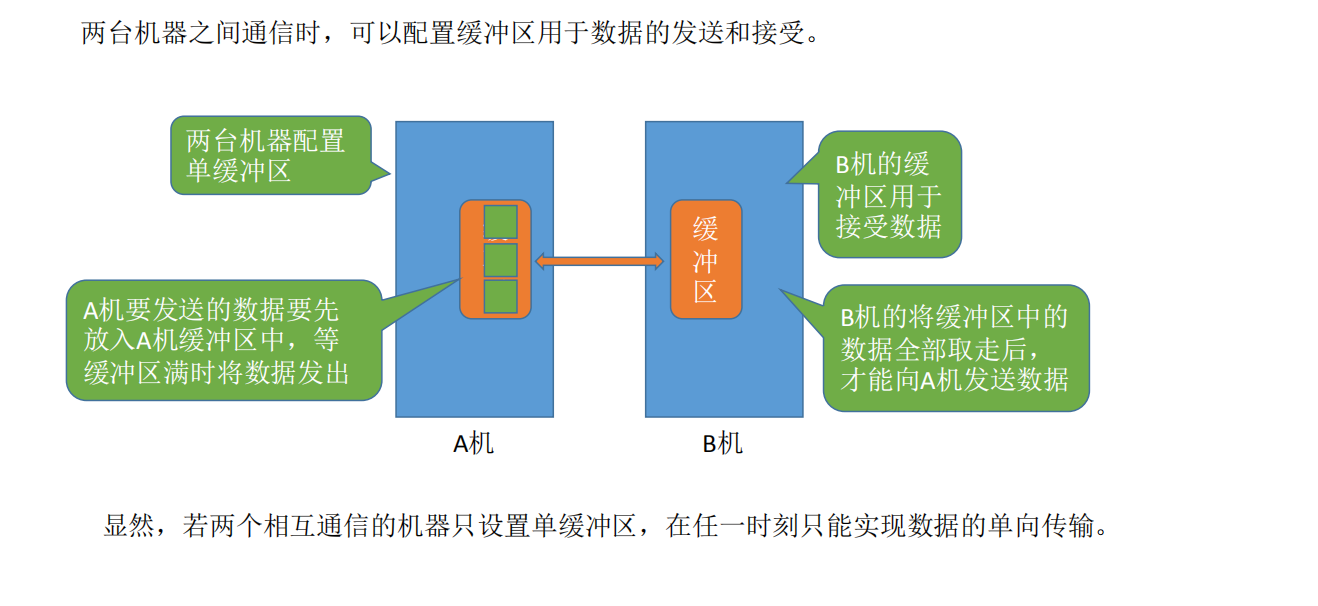 两台机器之间通信时，可以配置缓冲区用于数据的发送和接受。
两台机器配置
单缓冲区
B机的缓
冲区用于
接受数据
缓
冲
区
A机要发送的数据要先
放入A机缓冲区中，等
缓冲区满时将数据发出
B机的将缓冲区中的
数据全部取走后，
才能向A机发送数据
A机
B机
显然，若两个相互通信的机器只设置单缓冲区，在任一时刻只能实现数据的单向传输。